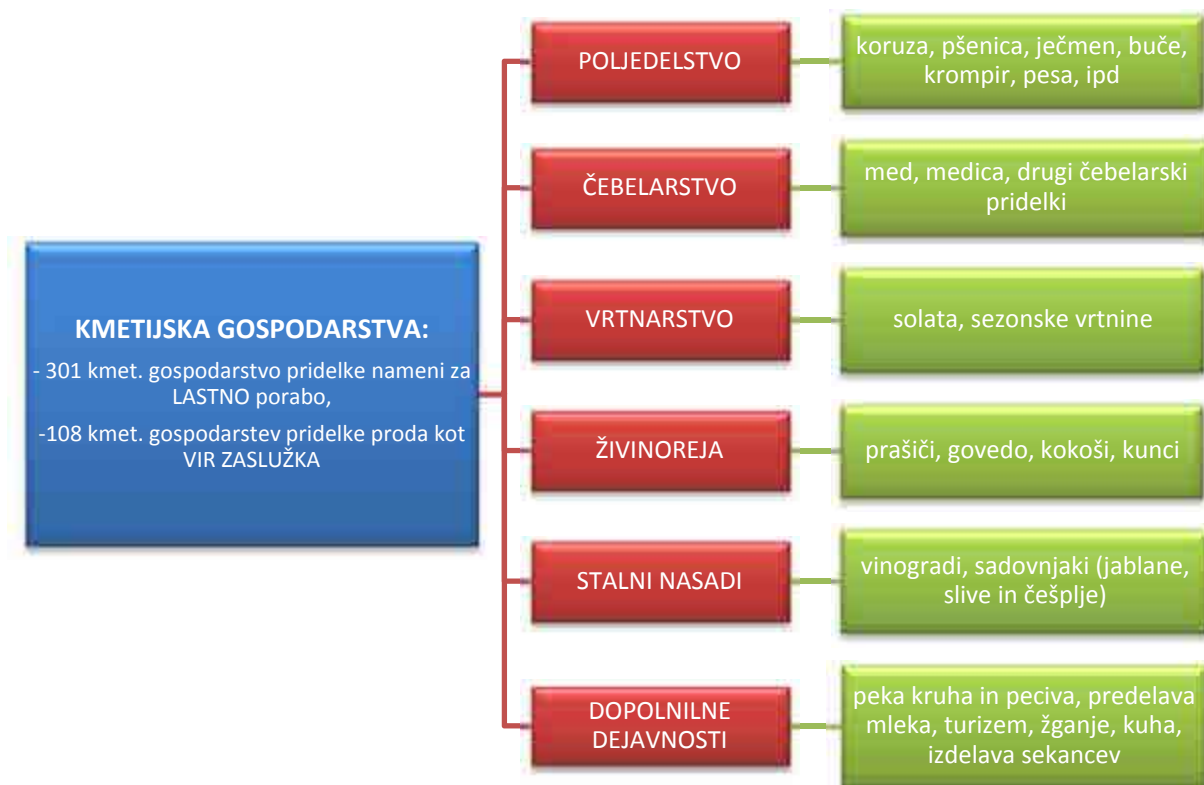 KMETIJSKA GOSPODARSTVA:
- 301 kmet. gospodarstvo pridelke nameni za
LASTNO porabo,
-108 kmet. gospodarstev pridelke proda kot
VIR ZASLUŽKA
POLJEDELSTVO
koruza, pšenica, ječmen, buče,
krompir, pesa, ipd
ČEBELARSTVO
med, medica, drugi čebelarski
pridelki
VRTNARSTVO
solata, sezonske vrtnine
ŽIVINOREJA
prašiči, govedo, kokoši, kunci
STALNI NASADI
vinogradi, sadovnjaki (jablane,
slive in češplje)
DOPOLNILNE
DEJAVNOSTI
peka kruha in peciva, predelava
mleka, turizem, žganje, kuha,
izdelava sekancev